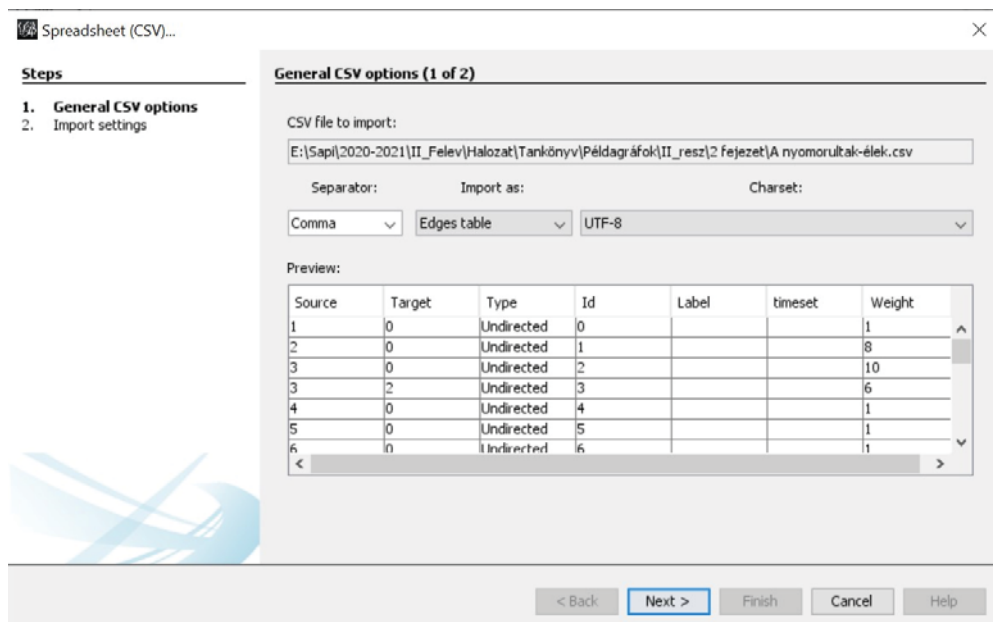 Spreadsheet (CSV)...
Steps
1. General CSV options
2. Import settings
General CSV options (1 of 2)
CSV file to import:
E:\Sapi\2020-2021\II_Felev\Halozat\Tankönyv\Példagráfok\II_resz\2 fejezet\A nyomorultak-élek.csv
Separator: Import as: Charset:
Comma Edges table UTF-8
Preview:
Source Target Type Id Label timeset Weight
1 0 Undirected 0 1
2 0 Undirected 1 8
3 0 Undirected 2 10
3 2 Undirected 3 6
4 0 Undirected 4 1
5 0 Undirected 5 1
6 0 Undirected 6 1
< Back Next > Finish Cancel Help